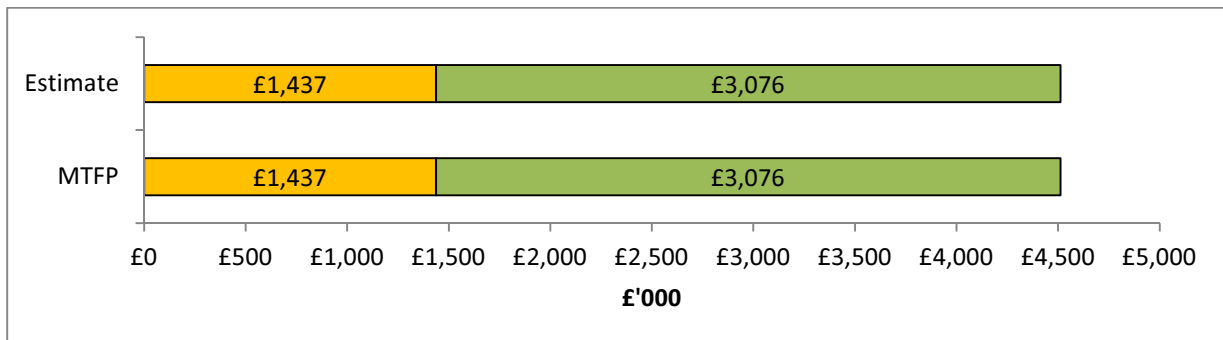 Estimate £1,437 £3,076
MTFP £1,437 £3,076
£0 £500 £1,000 £1,500 £2,000 £2,500 £3,000 £3,500 £4,000 £4,500 £5,000
£'000